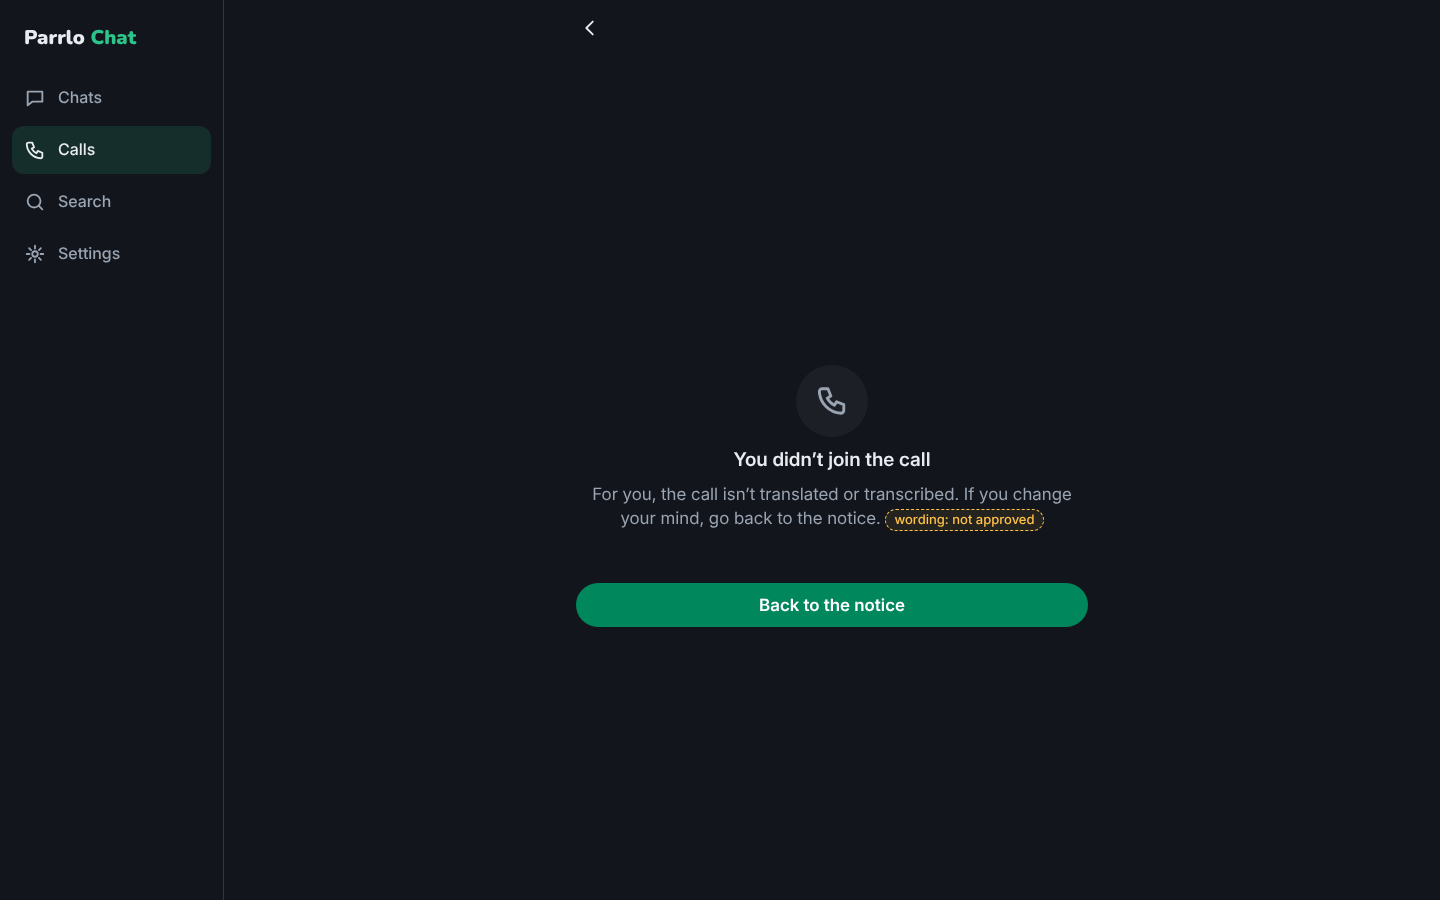 Parrlo Chat
Chats
Calls
Search
Settings
You didn’t join the call
For you, the call isn’t translated or transcribed. If you change
your mind, go back to the notice. wording: not approved
Back to the notice